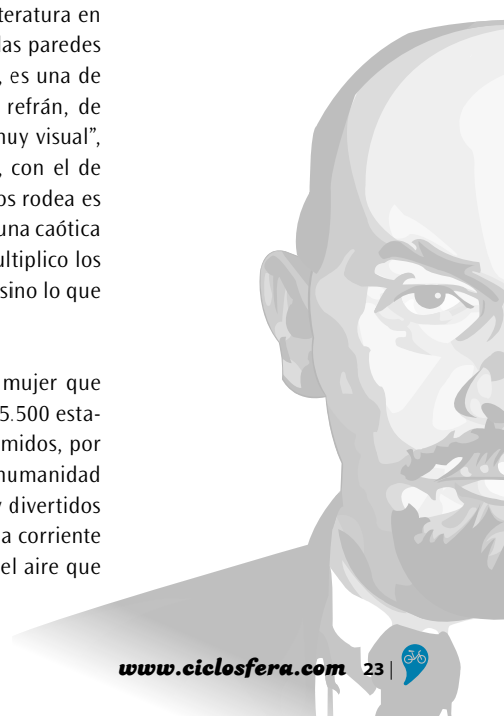 teratura en
las paredes
, es una de
refrán, de
nuy visual”,
, con el de
os rodea es
una caótica
ultiplico los
sino lo que
mujer que
5.500 esta-
midos, por
humanidad
divertidos
a corriente
el aire que
www.ciclosfera.com 23 |